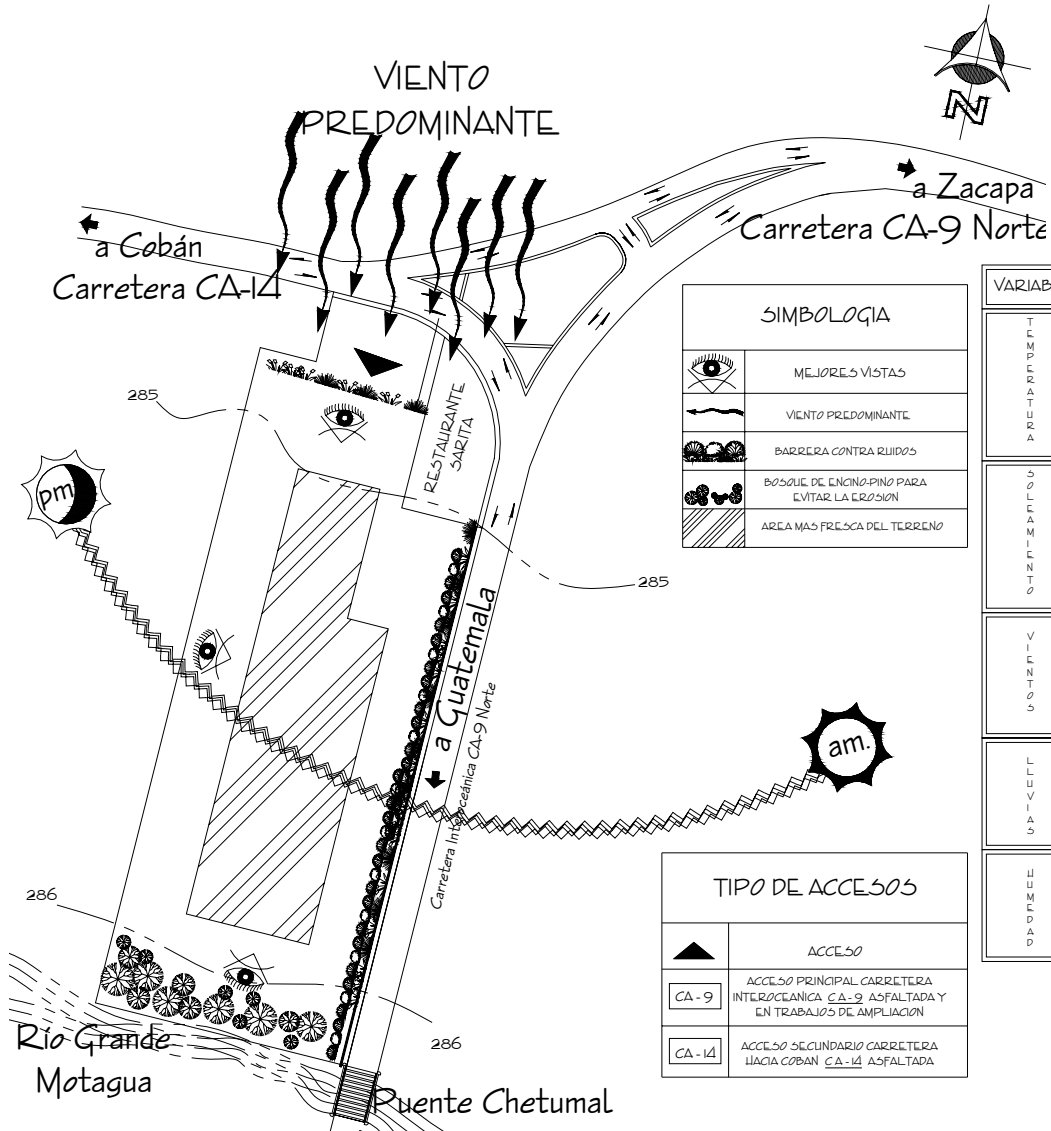 VIENTO
PREDOMINANTE
N
a Zacapa
Carretera CA-9 Norte
a Cobán
Carretera CA-14
285
RESTAURANTE
SARITA
pm
285
a Guatemala
Carretera Interoceánica CA-9 Norte
am.
286
286
Río Grande
Motagua
Puente Chetumal
SIMBOLOGIA
MEJORES VISTAS
VIENTO PREDOMINANTE
BARRERA CONTRA RUIDOS
BOSQUE DE ENCINO-PINO PARA
EVITAR LA EROSION
AREA MAS FRESCA DEL TERRENO
TIPO DE ACCESOS
ACCESO
CA-9
ACCESO PRINCIPAL CARRETERA
INTEROCEANICA CA-9 ASFALTADA Y
EN TRABAJOS DE AMPLIACION
CA-14
ACCESO SECUNDARIO CARRETERA
HACIA COBAN CA-14 ASFALTADA
VARIAB
TEMPERATURA
SOLEAMIENTO
VIENTOS
LLUVIAS
HUMEDAD